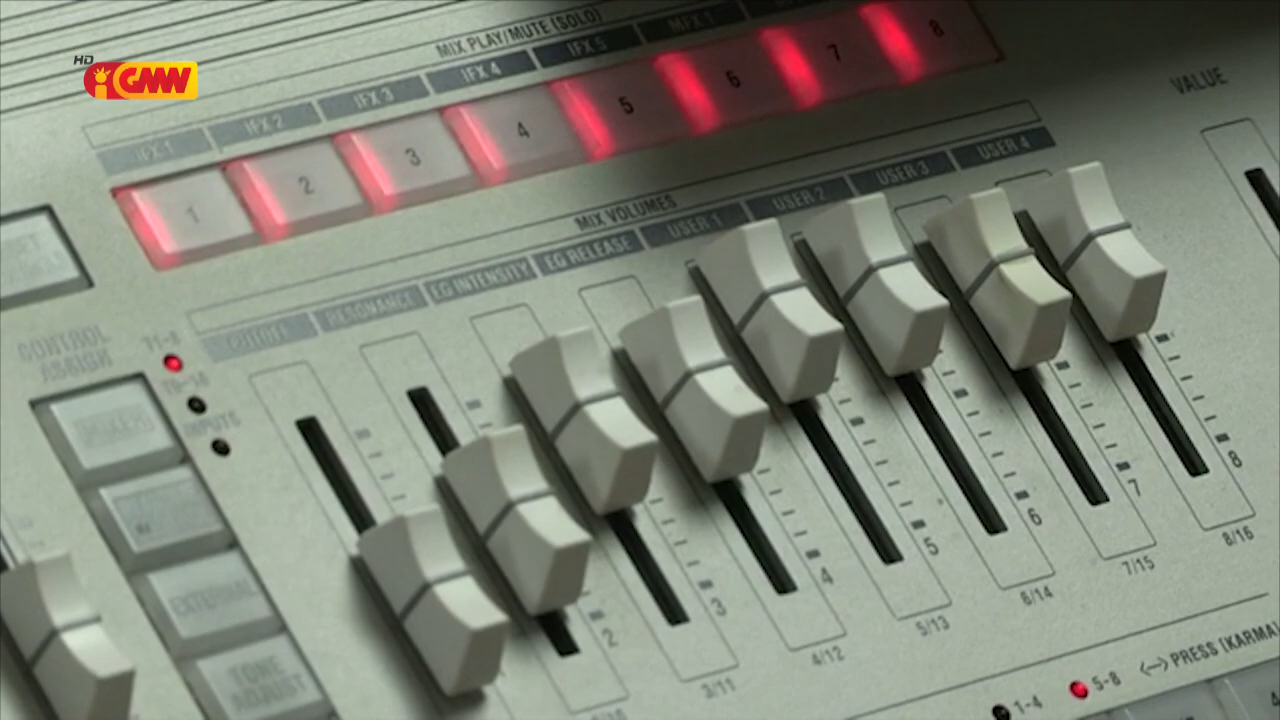 HD
GMW
MIX PLAY/MUTE (SOLO)
IFX 1 IFX 2 IFX 3 IFX 4 IFX 5 MFX 1
1 2 3 4 5 6 7 8
VALUE
MIX VOLUMES
CUTOFF RESONANCE EG INTENSITY EG RELEASE USER 1 USER 2 USER 3 USER 4
CONTROL
ASSIGN
INPUTS
EXTERNAL
TONE
ADJUST
2 3 4 5 6 7 8
3/11 4/12 5/13 6/14 7/15 8/16
1-4 5-8 <--> PRESS [KARMA